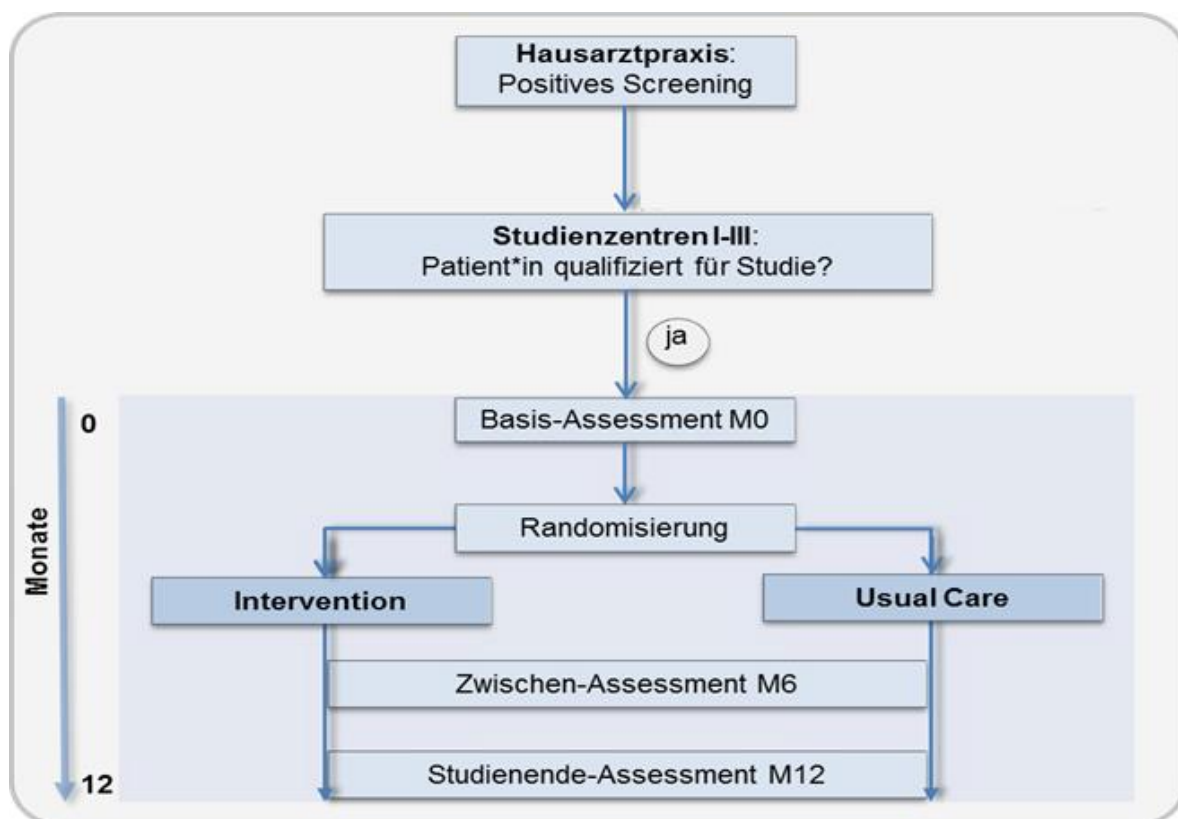 Hausarztpraxis:
Positives Screening
Studienzentren I-III:
Patient*in qualifiziert für Studie?
ja
0
Basis-Assessment M0
Randomisierung
Monate
Intervention
Usual Care
Zwischen-Assessment M6
Studienende-Assessment M12
12